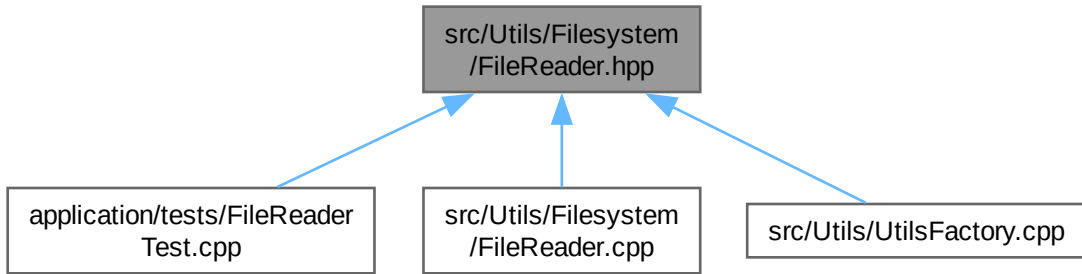 src/Utils/Filesystem
/FileReader.hpp
application/tests/FileReader
Test.cpp
src/Utils/Filesystem
/FileReader.cpp
src/Utils/UtilsFactory.cpp